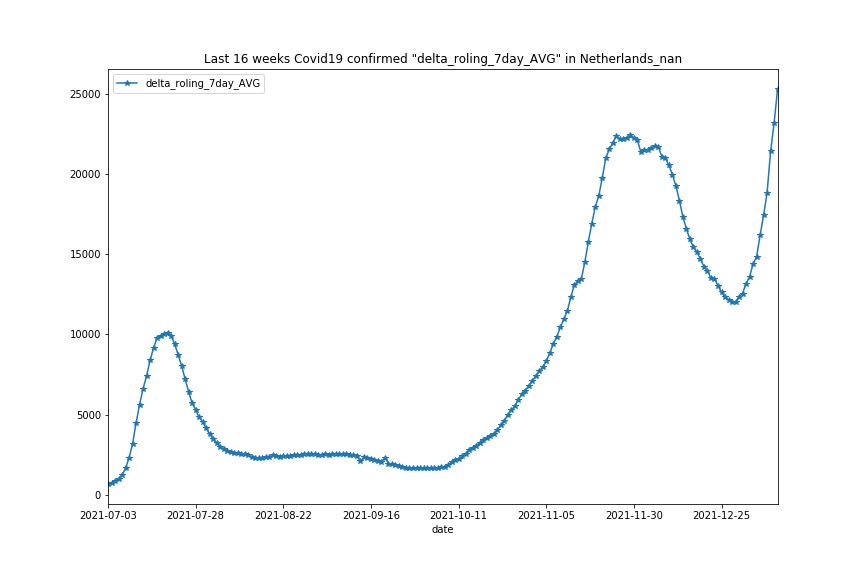 Last 16 weeks Covid19 confirmed "delta_roling_7day_AVG" in Netherlands_nan
delta_roling_7day_AVG
25000
20000
15000
10000
5000
0
2021-07-03 2021-07-28 2021-08-22 2021-09-16 2021-10-11 2021-11-05 2021-11-30 2021-12-25
date